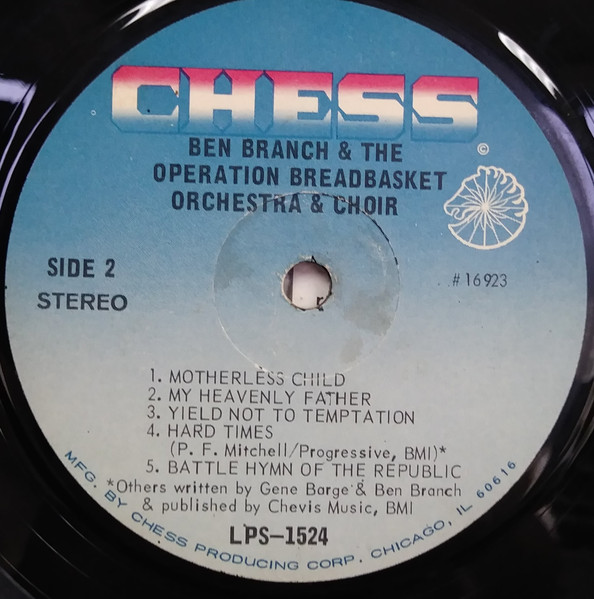 CHESS
©
BEN BRANCH & THE
OPERATION BREADBASKET
ORCHESTRA & CHOIR
SIDE 2
STEREO
#16923
1. MOTHERLESS CHILD
2. MY HEAVENLY FATHER
3. YIELD NOT TO TEMPTATION
4. HARD TIMES
(P. F. Mitchell/Progressive, BMI)*
5. BATTLE HYMN OF THE REPUBLIC
*Others written by Gene Barge & Ben Branch
& published by Chevis Music, BMI
LPS-1524
MFG. BY CHESS PRODUCING CORP. CHICAGO, IL 60616